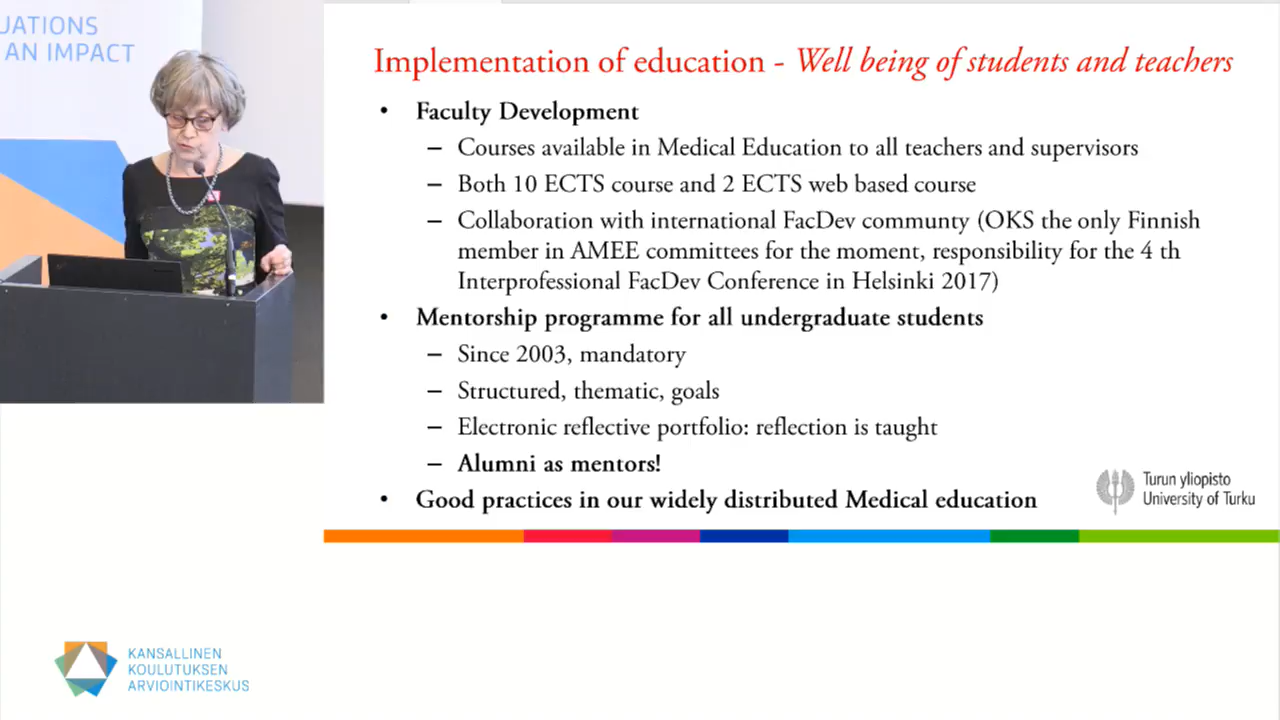 UATIONS
AN IMPACT
Implementation of education - Well being of students and teachers
• Faculty Development
– Courses available in Medical Education to all teachers and supervisors
– Both 10 ECTS course and 2 ECTS web based course
– Collaboration with international FacDev communty (OKS the only Finnish
member in AMEE committees for the moment, responsibility for the 4 th
Interprofessional FacDev Conference in Helsinki 2017)
• Mentorship programme for all undergraduate students
– Since 2003, mandatory
– Structured, thematic, goals
– Electronic reflective portfolio: reflection is taught
– Alumni as mentors!
• Good practices in our widely distributed Medical education
Turun yliopisto
University of Turku
KANSALLINEN
KOULUTUKSEN
ARVIOINTIKESKUS